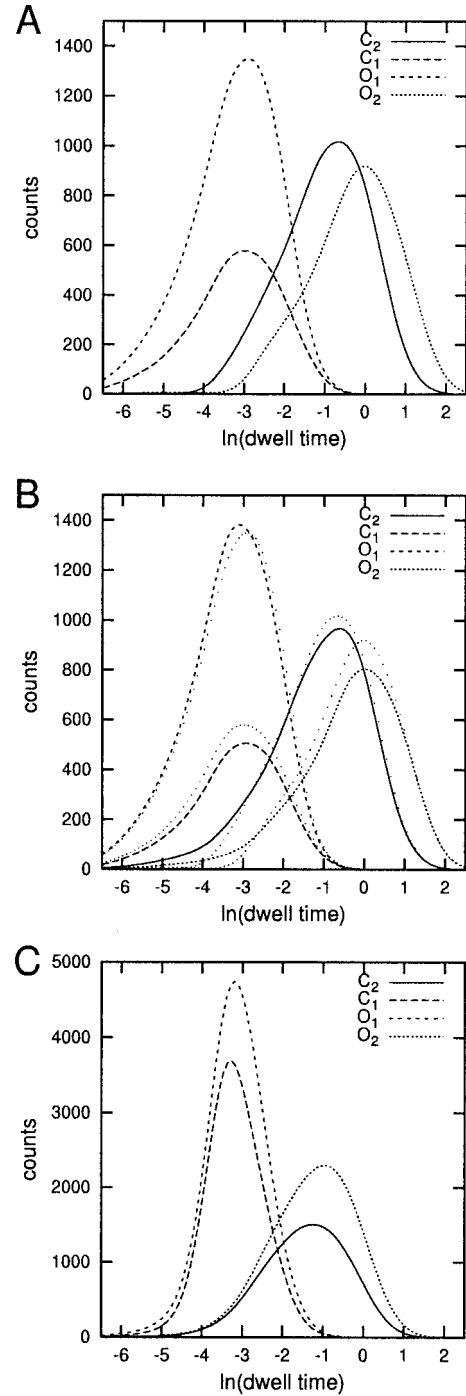 A
1400
1200
1000
800
600
400
200
0
counts
C2
C1
O1
O2
-6 -5 -4 -3 -2 -1 0 1 2
ln(dwell time)
B
1400
1200
1000
800
600
400
200
0
counts
C2
C1
O1
O2
-6 -5 -4 -3 -2 -1 0 1 2
ln(dwell time)
C
5000
4000
3000
2000
1000
0
counts
C2
C1
O1
O2
-6 -5 -4 -3 -2 -1 0 1 2
ln(dwell time)